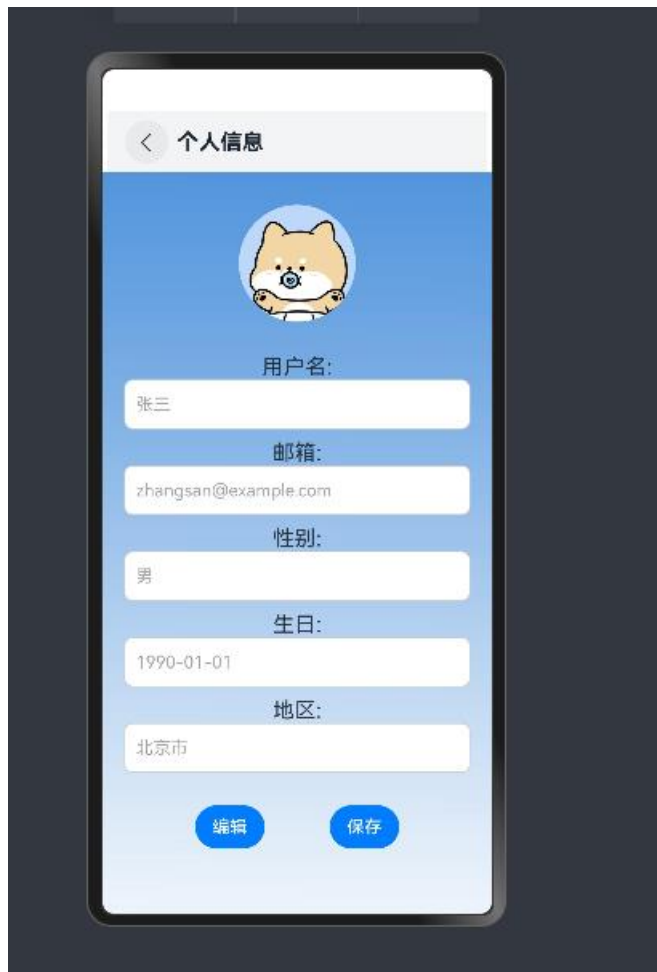 个人信息
用户名:
张三
邮箱:
zhangsan@example.com
性别:
男
生日:
1990-01-01
地区:
北京市
编辑 保存